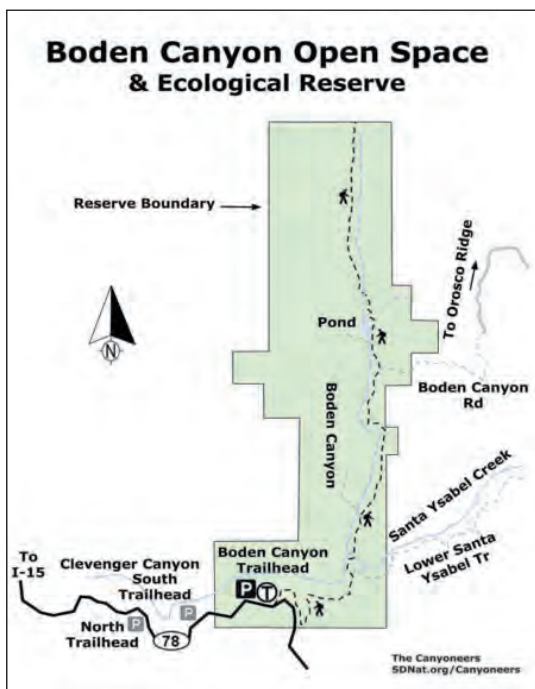 Boden Canyon Open Space
& Ecological Reserve
Reserve Boundary
To Orosco Ridge
N
Pond
Boden Canyon
Rd
Boden Canyon
Santa Ysabel Creek
To
I-15
Clevenger Canyon
South
Trailhead
Boden Canyon
Trailhead
Lower Santa
Ysabel Tr
P
T
P
North
Trailhead
P
78
The Canyoneers
SDNat.org/Canyoneers